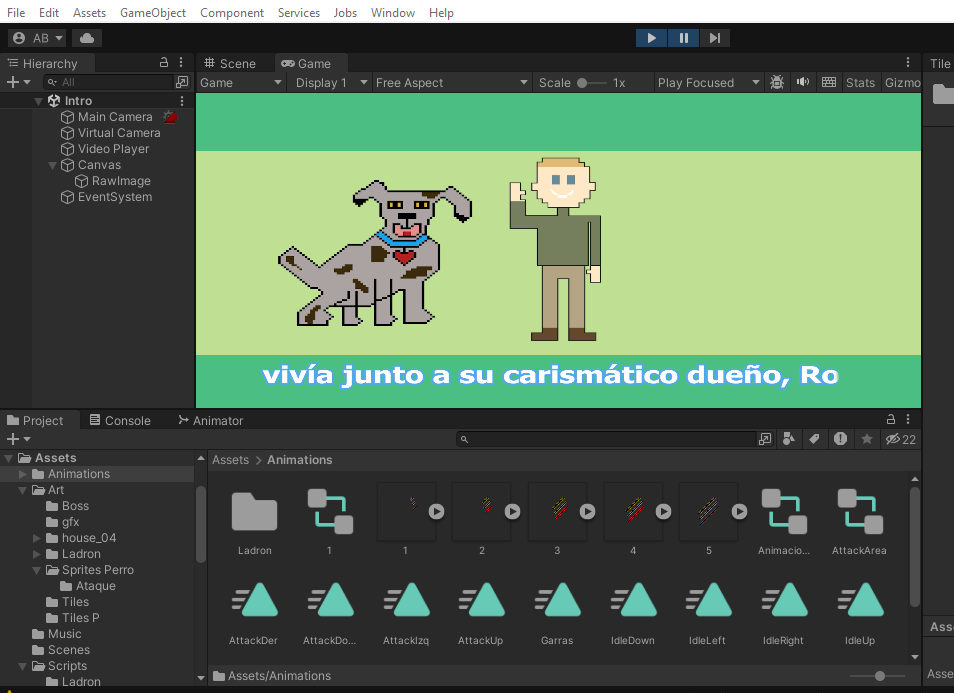 File Edit Assets GameObject Component Services Jobs Window Help
AB
Hierarchy
Scene
Game
Tile
All
Game
Display 1
Free Aspect
Scale
1x
Play Focused
Stats
Gizmo
Intro
Main Camera
Virtual Camera
Video Player
Canvas
RawImage
EventSystem
vivía junto a su carismático dueño, Ro
Project
Console
Animator
22
Assets
Animations
Art
Boss
gfx
house_04
Ladron
Sprites Perro
Ataque
Tiles
Tiles P
Music
Scenes
Scripts
Ladron
Assets > Animations
Ladron 1 1 2 3 4 5 Animacio... AttackArea
AttackDer AttackDo... AttackIzq AttackUp Garras IdleDown IdleLeft IdleRight IdleUp
Assets/Animations
Ass
Asse